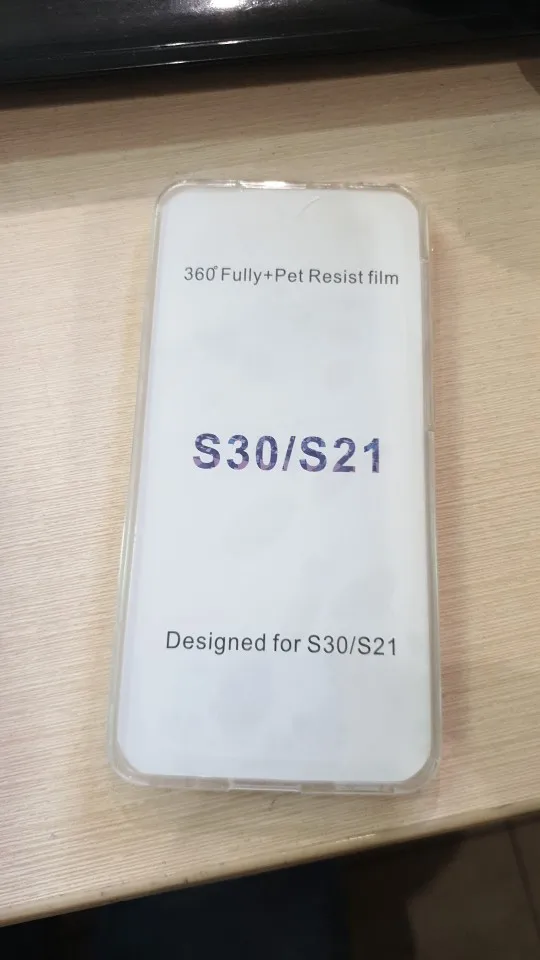 360° Fully+Pet Resist film
S30/S21
Designed for S30/S21